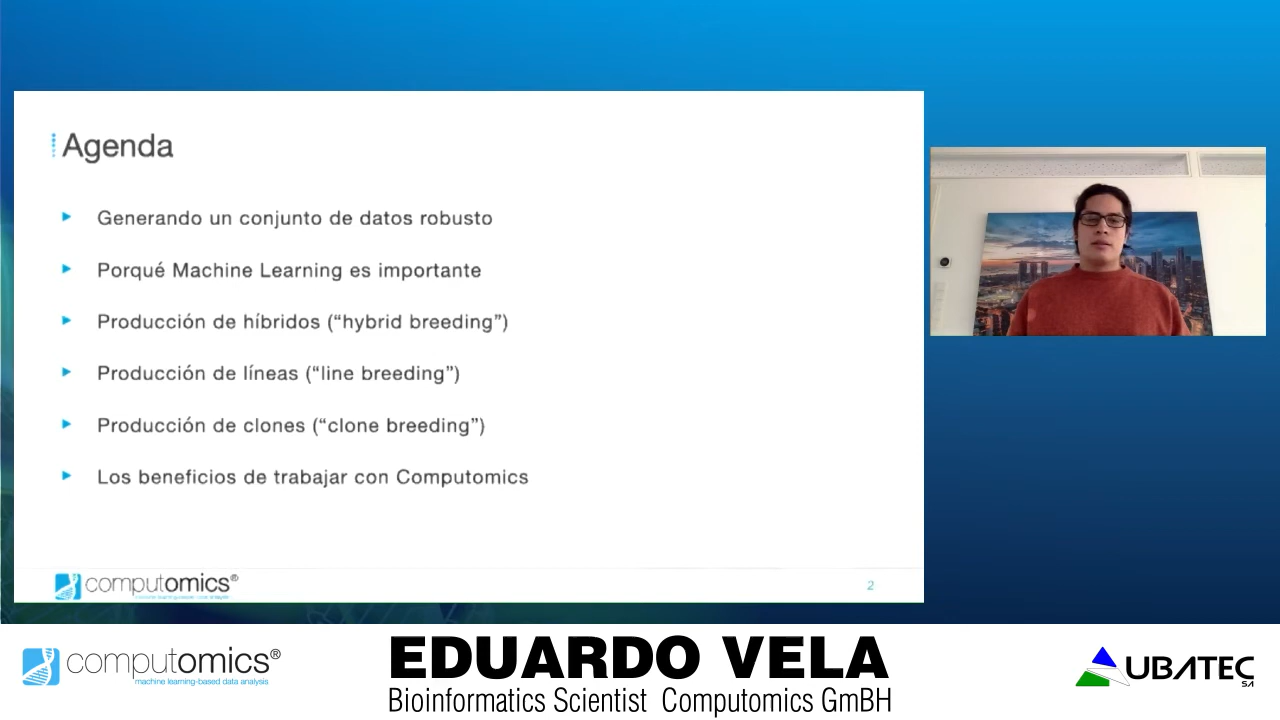 Agenda
Generando un conjunto de datos robusto
Porqué Machine Learning es importante
Producción de híbridos (“hybrid breeding”)
Producción de líneas (“line breeding”)
Producción de clones (“clone breeding”)
Los beneficios de trabajar con Computomics
computomics®
2
computomics®
machine learning-based data analysis
EDUARDO VELA
Bioinformatics Scientist Computomics GmBH
UBATEC
SA